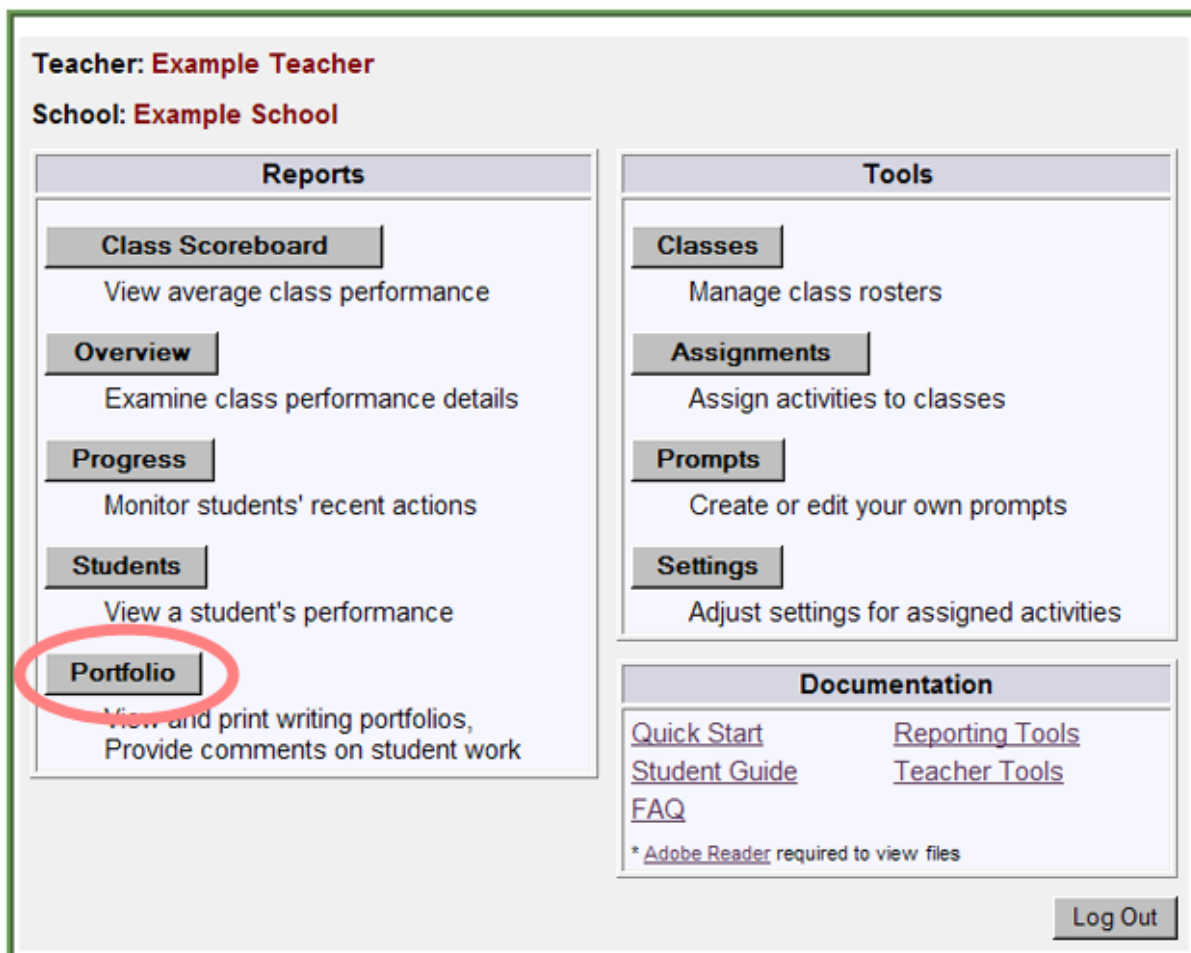 Teacher: Example Teacher
School: Example School
Reports
Class Scoreboard
View average class performance
Overview
Examine class performance details
Progress
Monitor students' recent actions
Students
View a student's performance
Portfolio
View and print writing portfolios,
Provide comments on student work
Tools
Classes
Manage class rosters
Assignments
Assign activities to classes
Prompts
Create or edit your own prompts
Settings
Adjust settings for assigned activities
Documentation
Quick Start Reporting Tools
Student Guide Teacher Tools
FAQ
* Adobe Reader required to view files
Log Out